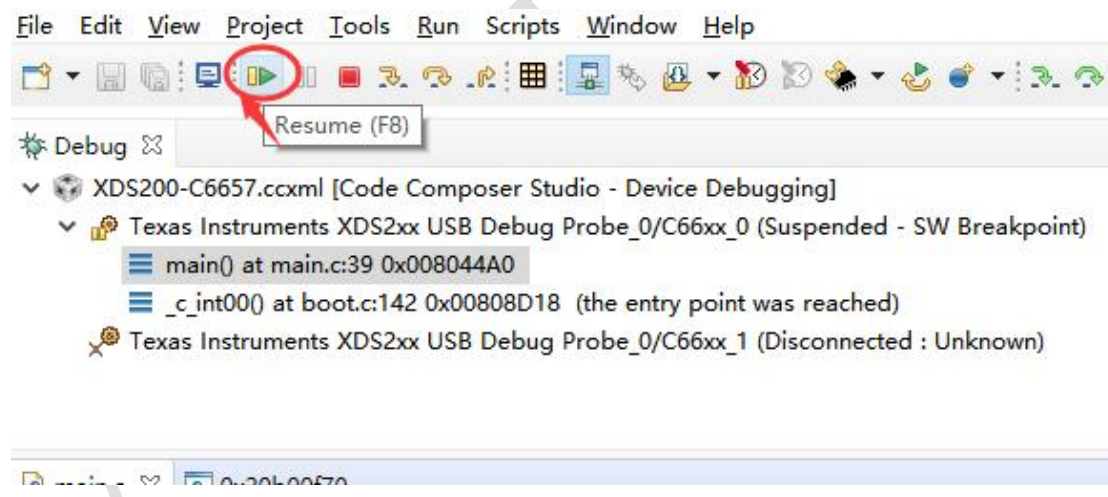 File Edit View Project Tools Run Scripts Window Help
Resume (F8)
Debug
XDS200-C6657.ccxml [Code Composer Studio - Device Debugging]
Texas Instruments XDS2xx USB Debug Probe_0/C66xx_0 (Suspended - SW Breakpoint)
main() at main.c:39 0x008044A0
_c_int00() at boot.c:142 0x00808D18 (the entry point was reached)
Texas Instruments XDS2xx USB Debug Probe_0/C66xx_1 (Disconnected : Unknown)